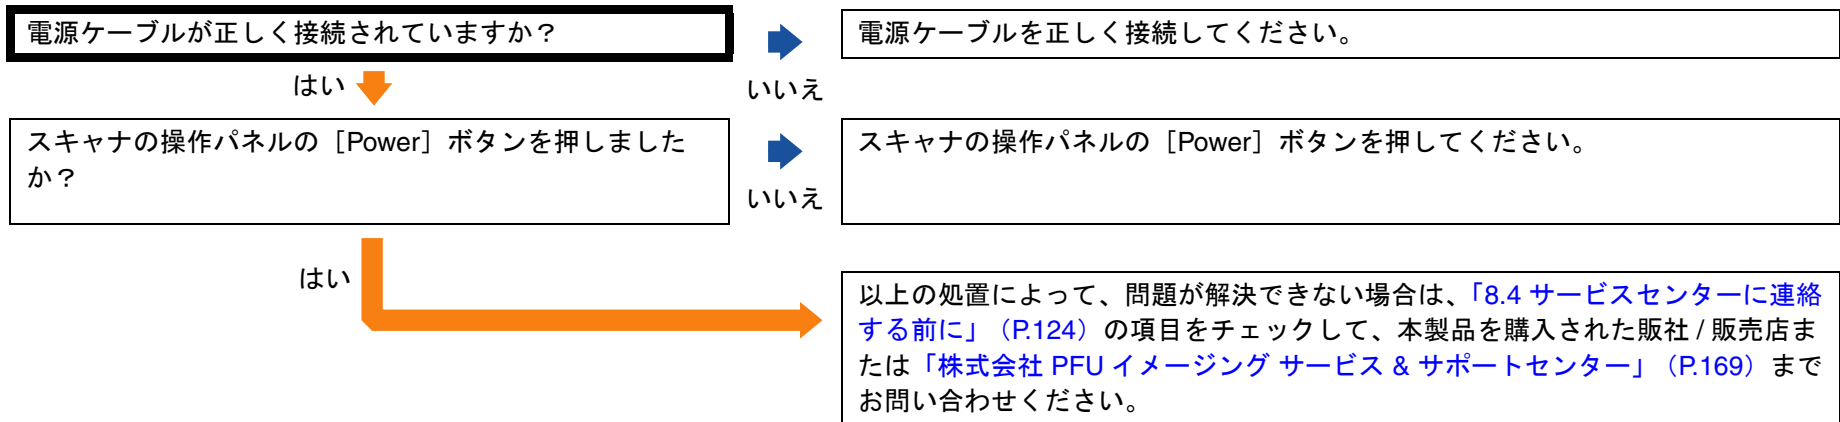 電源ケーブルが正しく接続されていますか？
電源ケーブルを正しく接続してください。
はい
いいえ
スキャナの操作パネルの［Power］ボタンを押しました
か？
スキャナの操作パネルの［Power］ボタンを押してください。
いいえ
はい
以上の処置によって、問題が解決できない場合は、「8.4 サービスセンターに連絡
する前に」（P.124）の項目をチェックして、本製品を購入された販社 / 販売店ま
たは「株式会社 PFU イメージング サービス & サポートセンター」（P.169）まで
お問い合わせください。